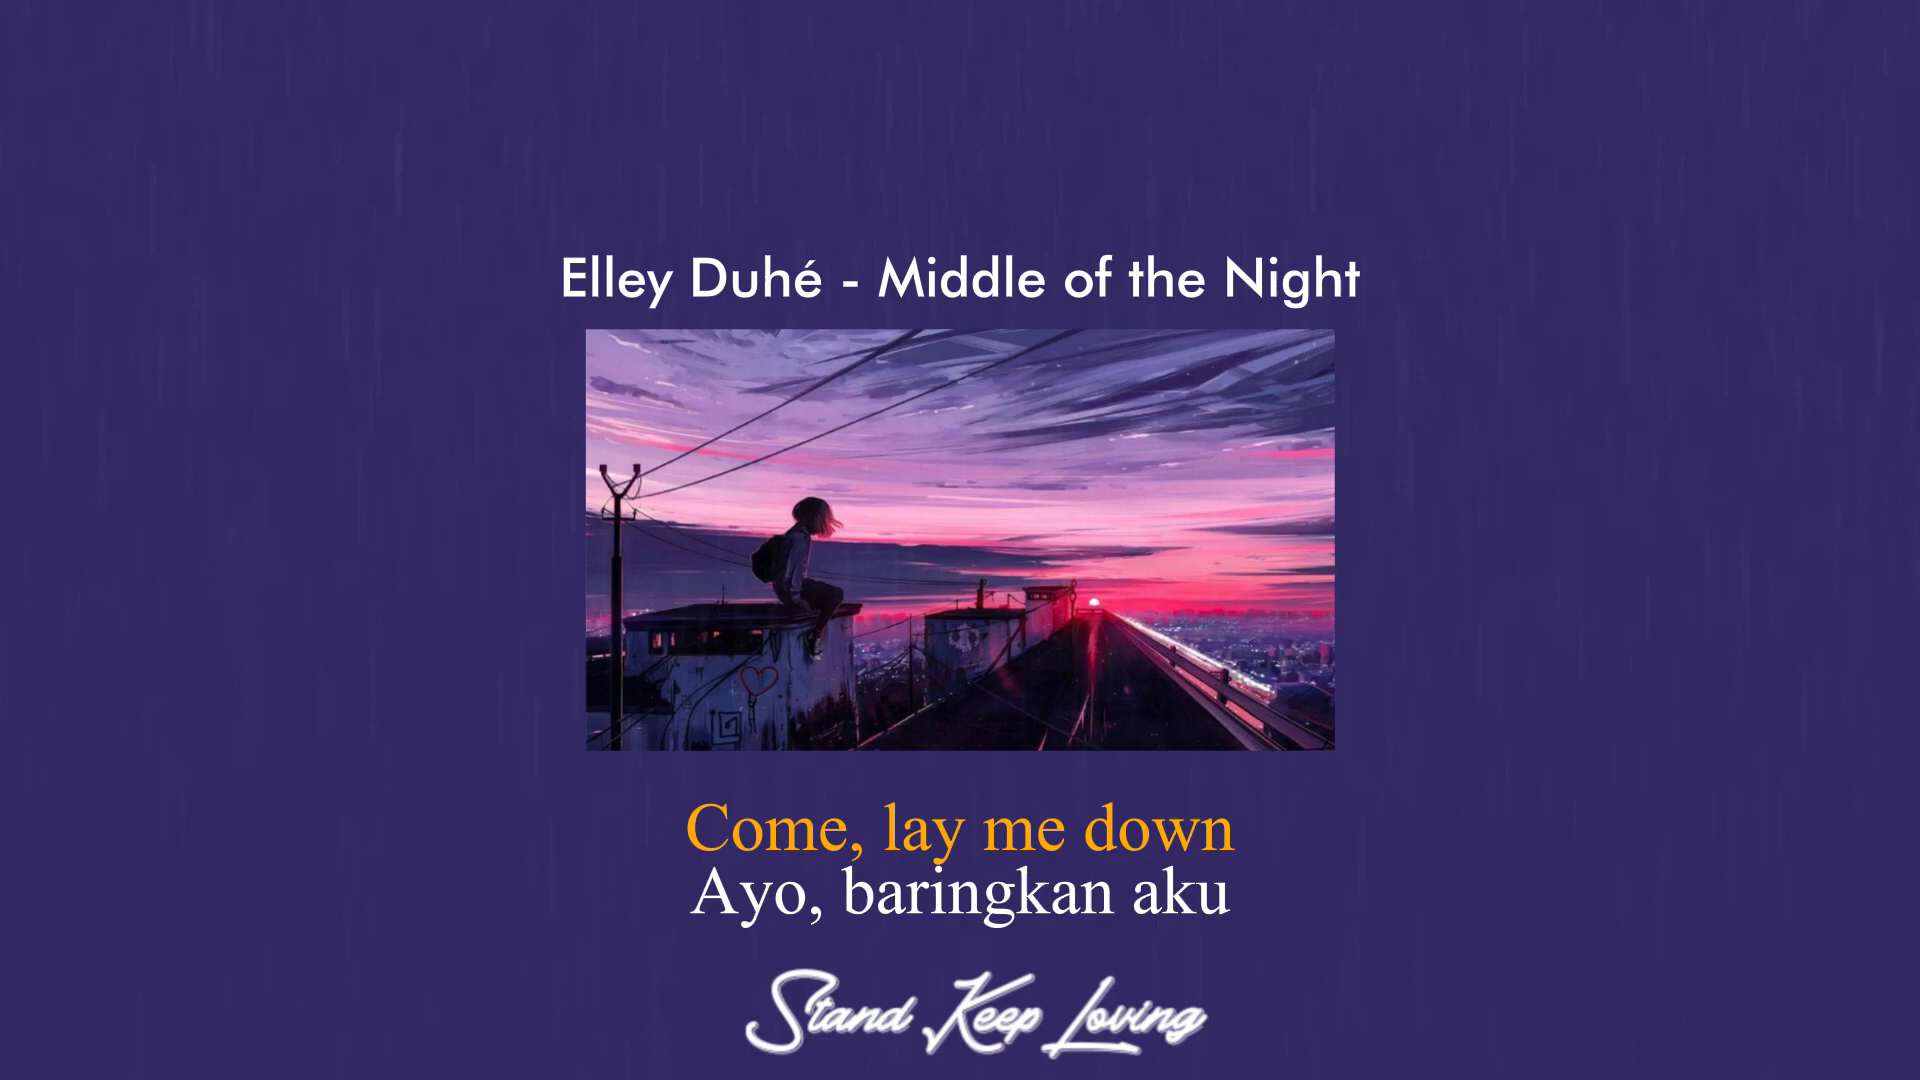 Elley Duhé - Middle of the Night
Come, lay me down
Ayo, baringkan aku
Stand Keep Loving